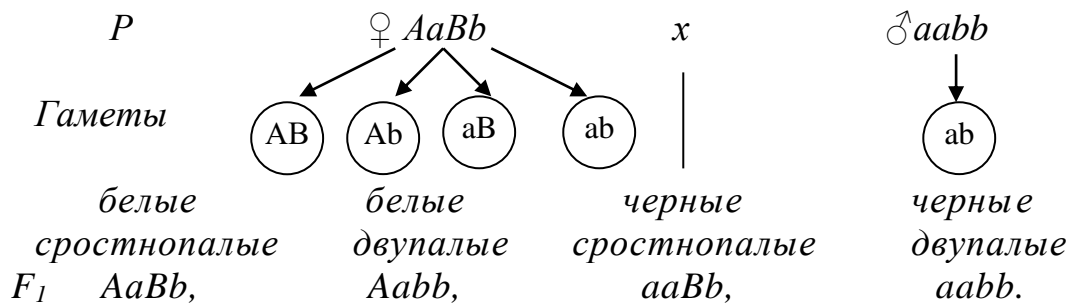 P ♀ AaBb x ♂ aabb
Гаметы AB Ab aB ab ab
белые белые черные черные
сростнопалые двупалые сростнопалые двупалые
F1 AaBb, Aabb, aaBb, aabb.